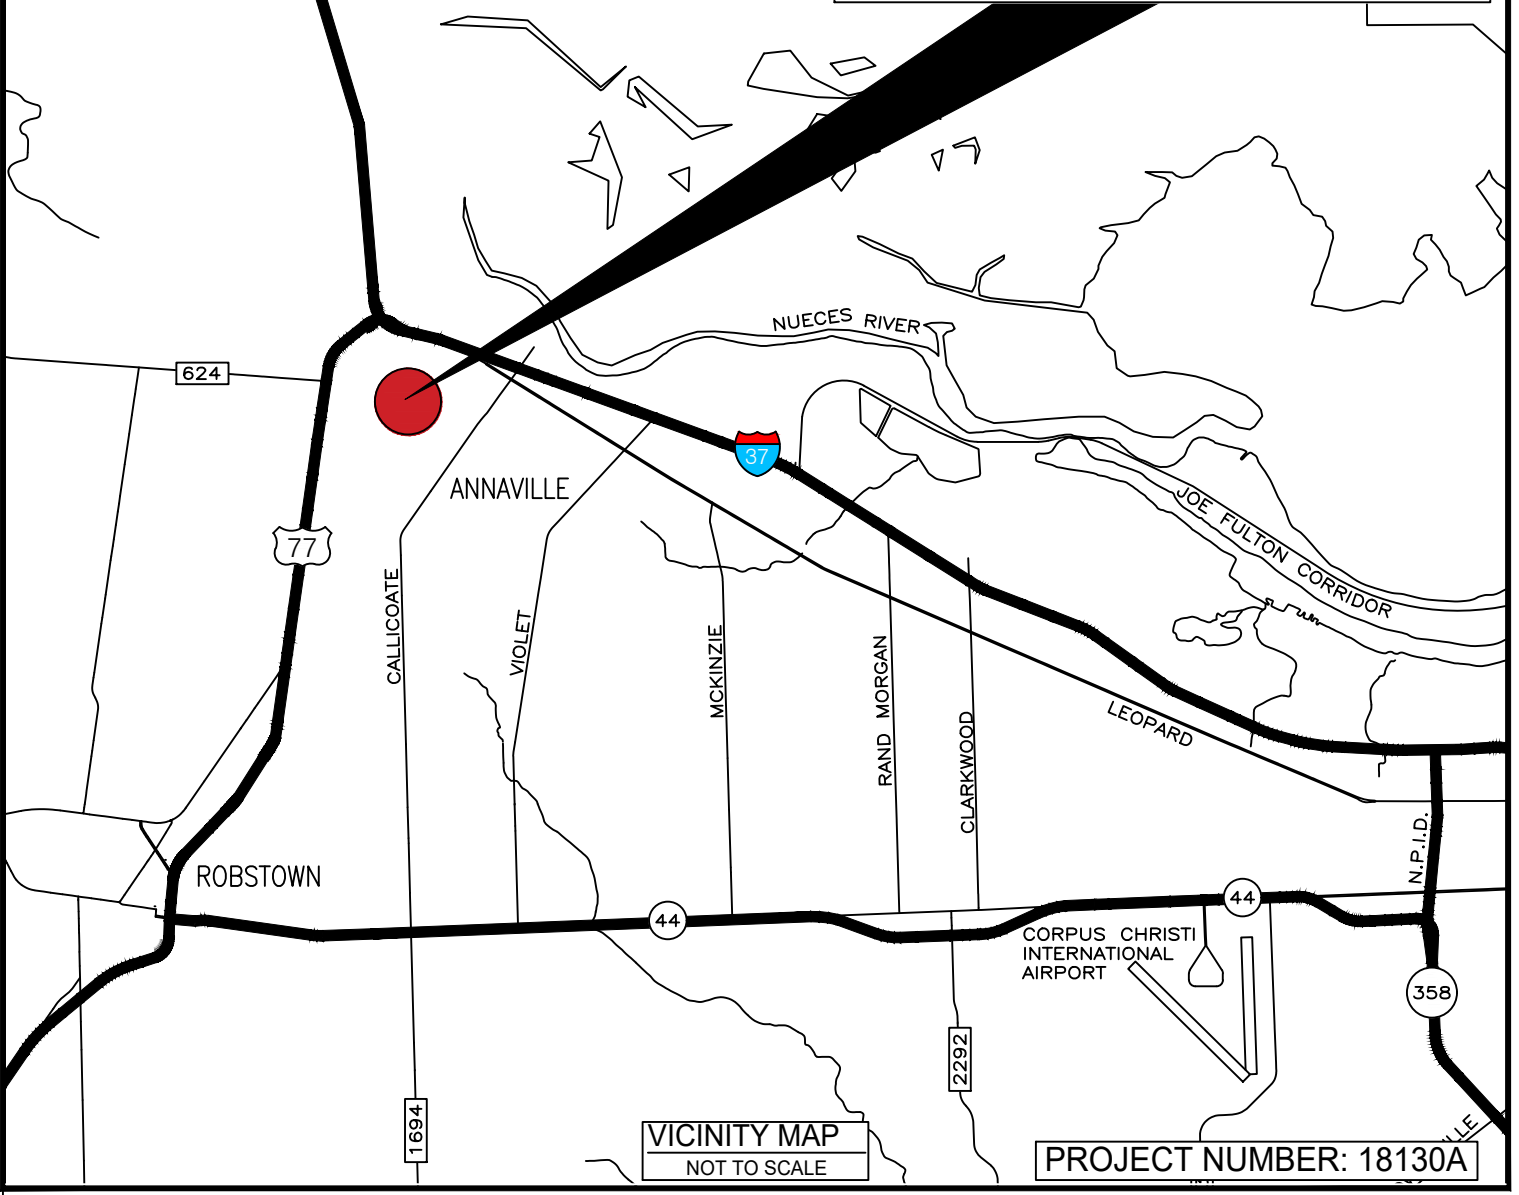 NUECES RIVER
624
37
ANNAVILLE
77
JOE FULTON CORRIDOR
CALLICOATE
VIOLET
MCKINZIE
RAND MORGAN
CLARKWOOD
LEOPARD
N.P.I.D.
ROBSTOWN
44
44
CORPUS CHRISTI
INTERNATIONAL
AIRPORT
358
2292
1694
VICINITY MAP
NOT TO SCALE
PROJECT NUMBER: 18130A